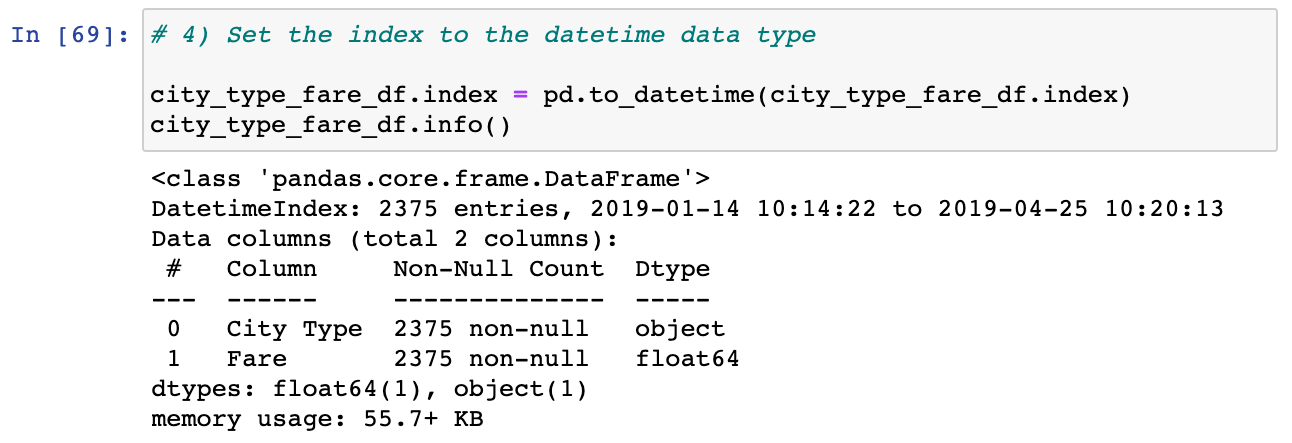 In [69]: # 4) Set the index to the datetime data type
city_type_fare_df.index = pd.to_datetime(city_type_fare_df.index)
city_type_fare_df.info()
<class 'pandas.core.frame.DataFrame'>
DatetimeIndex: 2375 entries, 2019-01-14 10:14:22 to 2019-04-25 10:20:13
Data columns (total 2 columns):
 #   Column     Non-Null Count  Dtype
---  ------     --------------  -----
 0   City Type  2375 non-null   object
 1   Fare       2375 non-null   float64
dtypes: float64(1), object(1)
memory usage: 55.7+ KB